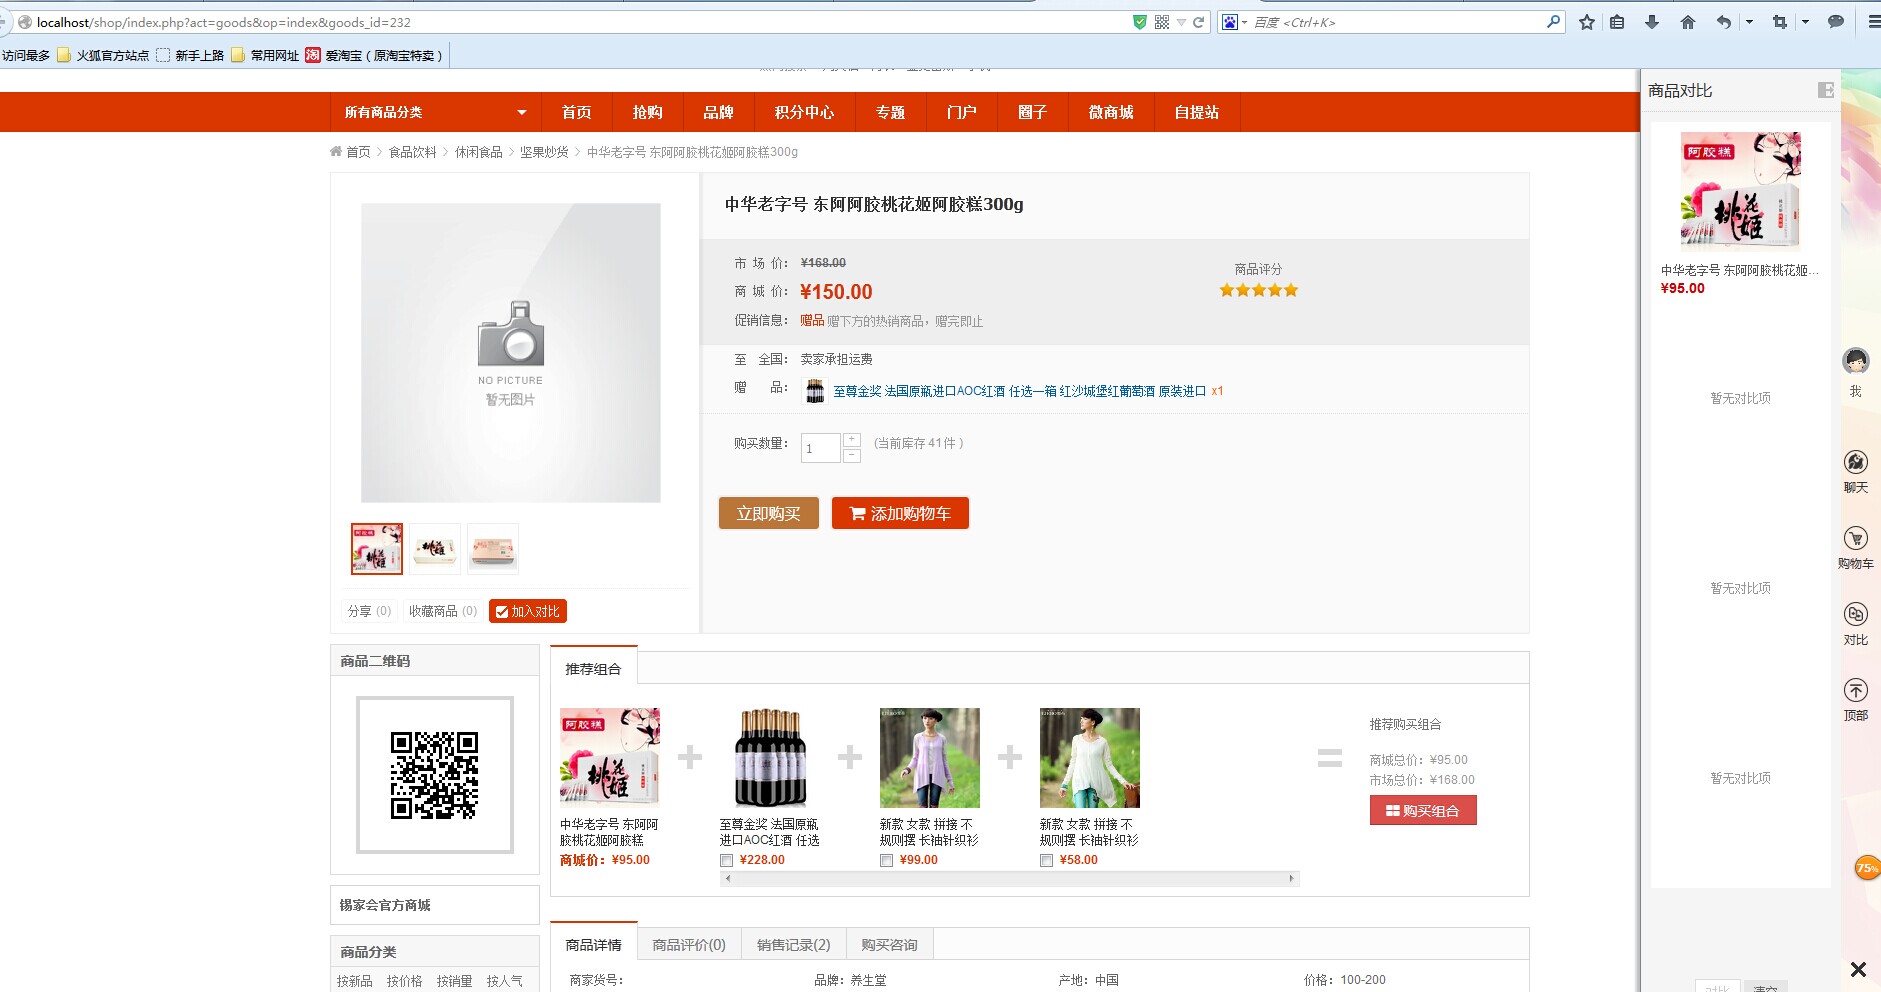 localhost/shop/index.php?act=goods&op=index&goods_id=232
百度 <Ctrl+K>
访问最多 火狐官方站点 新手上路 常用网址 淘 爱淘宝（原淘宝特卖）
所有商品分类 首页 抢购 品牌 积分中心 专题 门户 圈子 微商城 自提站
首页 > 食品饮料 > 休闲食品 > 坚果炒货 > 中华老字号 东阿阿胶桃花姬阿胶糕300g
NO PICTURE
暂无图片
分享 (0) 收藏商品 (0) 加入对比
中华老字号 东阿阿胶桃花姬阿胶糕300g
市 场 价： ¥168.00
商 城 价： ¥150.00
促销信息： 赠品 赠下方的热销商品，赠完即止
商品评分
至 全国： 卖家承担运费
赠 品： 至尊金奖 法国原瓶进口AOC红酒 任选一箱 红沙城堡红葡萄酒 原装进口 x1
购买数量： 1 + - (当前库存 41 件 )
立即购买 添加购物车
商品二维码
锡家会官方商城
商品分类
按新品 按价格 按销量 按人气
推荐组合
阿胶糕
桃花姬
中华老字号 东阿阿
胶桃花姬阿胶糕
商城价：¥95.00
至尊金奖 法国原瓶
进口AOC红酒 任选
¥228.00
新款 女款 拼接 不
规则摆 长袖针织衫
¥99.00
新款 女款 拼接 不
规则摆 长袖针织衫
¥58.00
推荐购买组合
商城总价：¥95.00
市场总价：¥168.00
购买组合
商品详情 商品评价(0) 销售记录(2) 购买咨询
商家货号： 品牌：养生堂 产地：中国 价格：100-200
商品对比
阿胶糕
桃花姬
中华老字号 东阿阿胶桃花姬...
¥95.00
暂无对比项
暂无对比项
暂无对比项
对比 清空
我
聊天
购物车
对比
顶部
75%